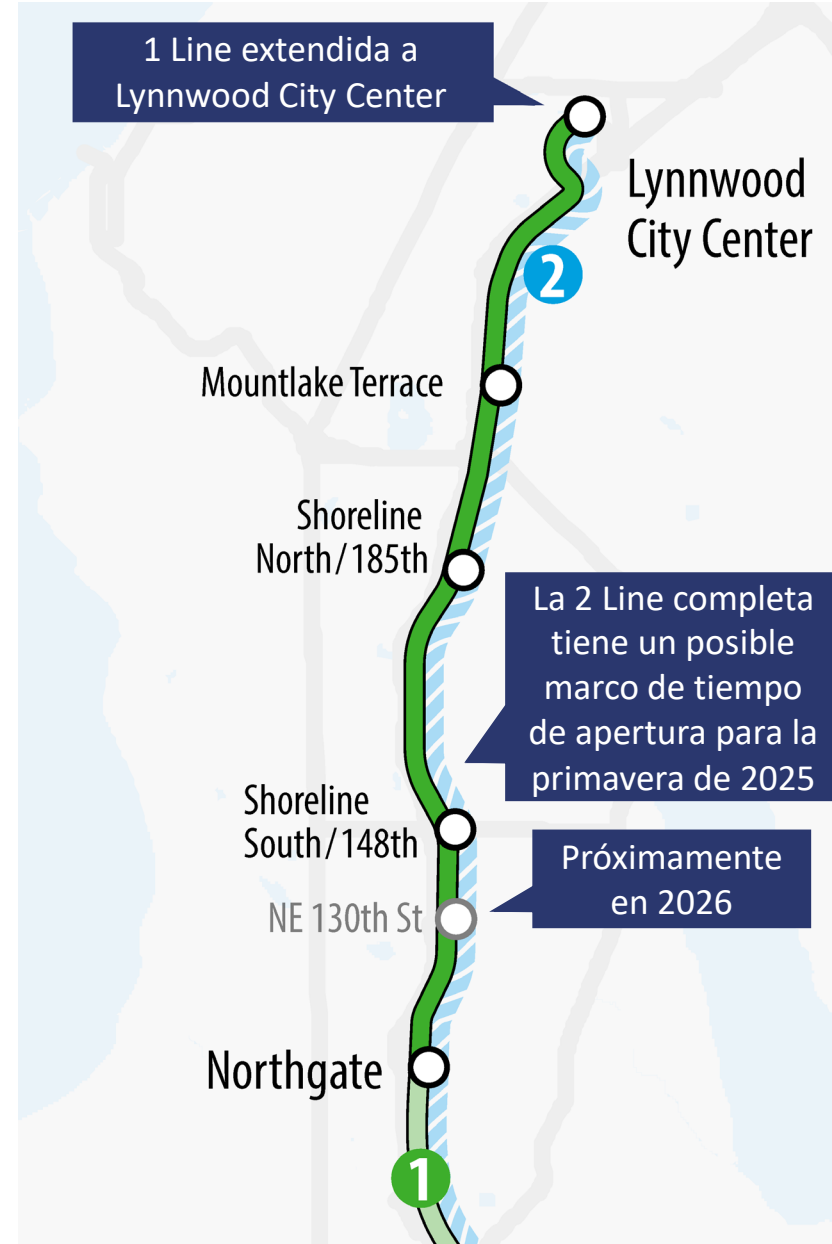 1 Line extendida a
Lynnwood City Center
Lynnwood
City Center
2
Mountlake Terrace
Shoreline
North/185th
La 2 Line completa
tiene un posible
marco de tiempo
de apertura para la
primavera de 2025
Shoreline
South/148th
Próximamente
en 2026
NE 130th St
Northgate
1